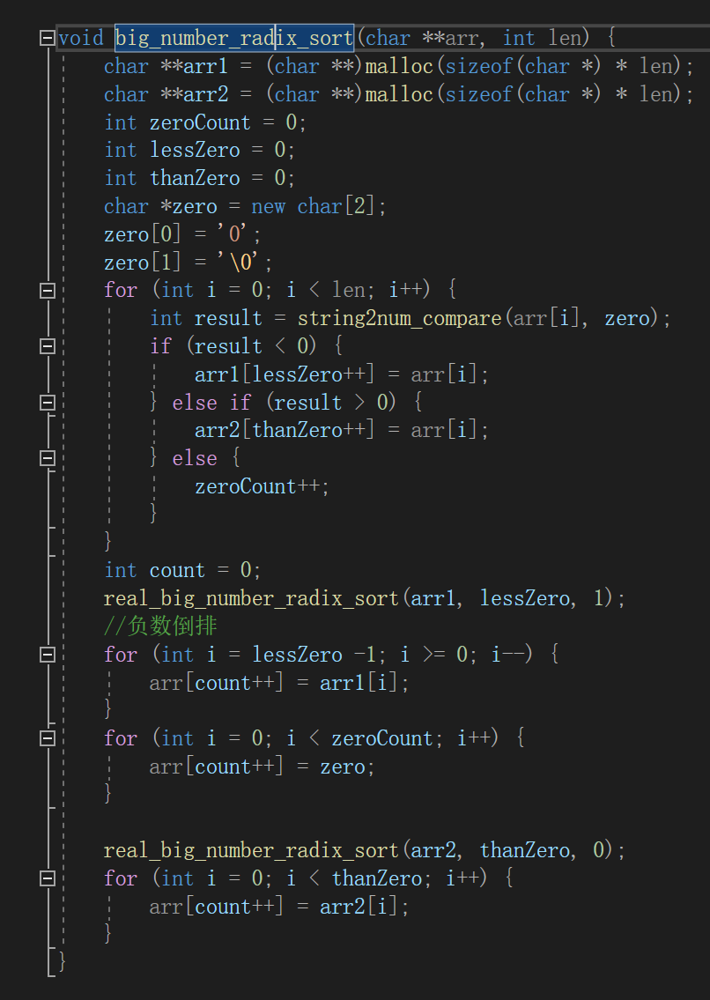 void big_number_radix_sort(char **arr, int len) {
    char **arr1 = (char **)malloc(sizeof(char *) * len);
    char **arr2 = (char **)malloc(sizeof(char *) * len);
    int zeroCount = 0;
    int lessZero = 0;
    int thanZero = 0;
    char *zero = new char[2];
    zero[0] = '0';
    zero[1] = '\0';
    for (int i = 0; i < len; i++) {
        int result = string2num_compare(arr[i], zero);
        if (result < 0) {
            arr1[lessZero++] = arr[i];
        } else if (result > 0) {
            arr2[thanZero++] = arr[i];
        } else {
            zeroCount++;
        }
    }
    int count = 0;
    real_big_number_radix_sort(arr1, lessZero, 1);
    //负数倒排
    for (int i = lessZero -1; i >= 0; i--) {
        arr[count++] = arr1[i];
    }
    for (int i = 0; i < zeroCount; i++) {
        arr[count++] = zero;
    }

    real_big_number_radix_sort(arr2, thanZero, 0);
    for (int i = 0; i < thanZero; i++) {
        arr[count++] = arr2[i];
    }
}